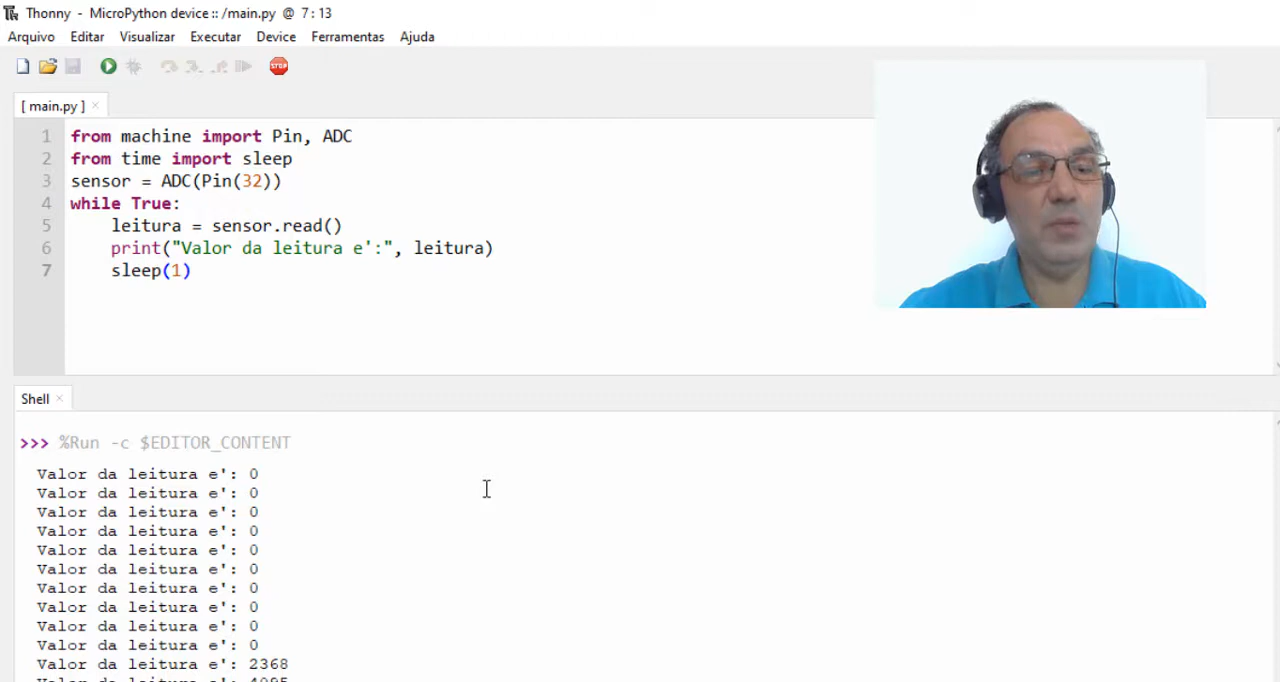 Thonny - MicroPython device :: /main.py @ 7 : 13
Arquivo Editar Visualizar Executar Device Ferramentas Ajuda
STOP
[ main.py ] ×
1 from machine import Pin, ADC
2 from time import sleep
3 sensor = ADC(Pin(32))
4 while True:
5 leitura = sensor.read()
6 print("Valor da leitura e':", leitura)
7 sleep(1)
Shell ×
>>> %Run -c $EDITOR_CONTENT
Valor da leitura e': 0
Valor da leitura e': 0
Valor da leitura e': 0
Valor da leitura e': 0
Valor da leitura e': 0
Valor da leitura e': 0
Valor da leitura e': 0
Valor da leitura e': 0
Valor da leitura e': 0
Valor da leitura e': 0
Valor da leitura e': 2368
Valor da leitura e': 4095